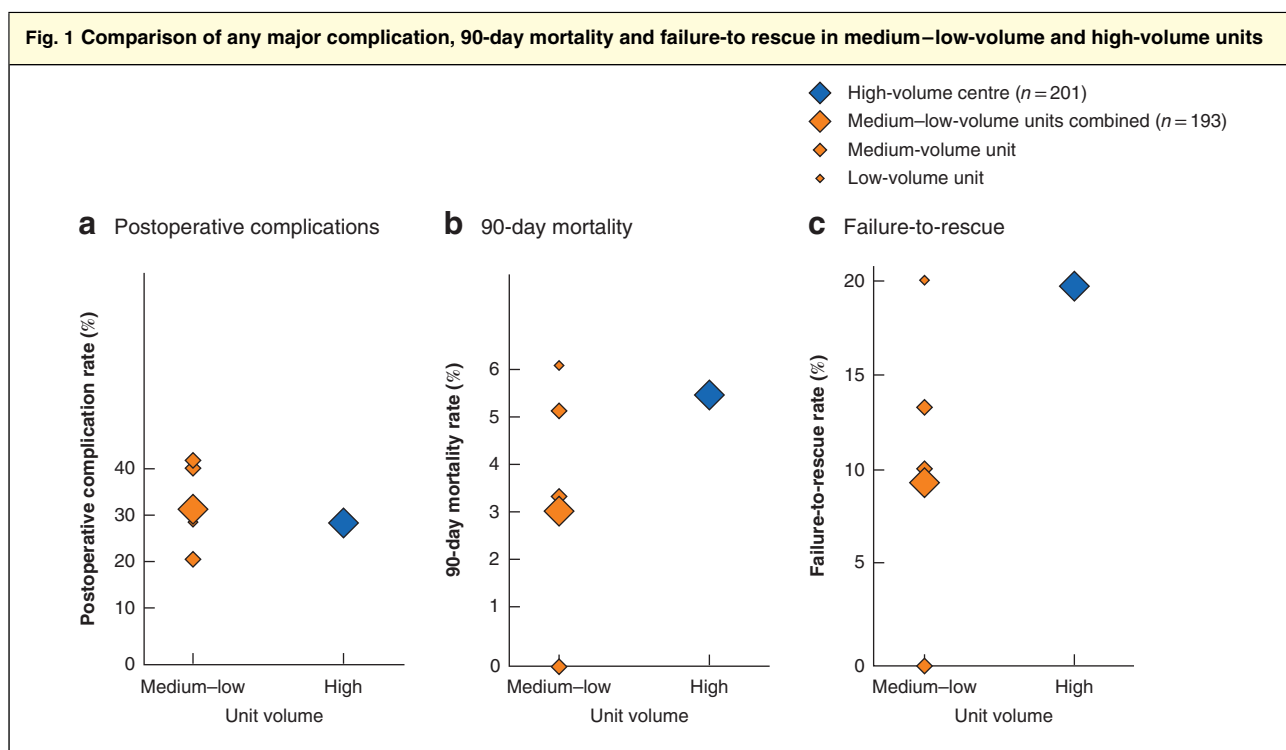 Fig. 1 Comparison of any major complication, 90-day mortality and failure-to rescue in medium–low-volume and high-volume units
High-volume centre (n = 201)
Medium–low-volume units combined (n = 193)
Medium-volume unit
Low-volume unit
a Postoperative complications
Postoperative complication rate (%)
40
30
20
10
0
Medium–low High
Unit volume
b 90-day mortality
90-day mortality rate (%)
6
5
4
3
2
1
0
Medium–low High
Unit volume
c Failure-to-rescue
Failure-to-rescue rate (%)
20
15
10
5
0
Medium–low High
Unit volume